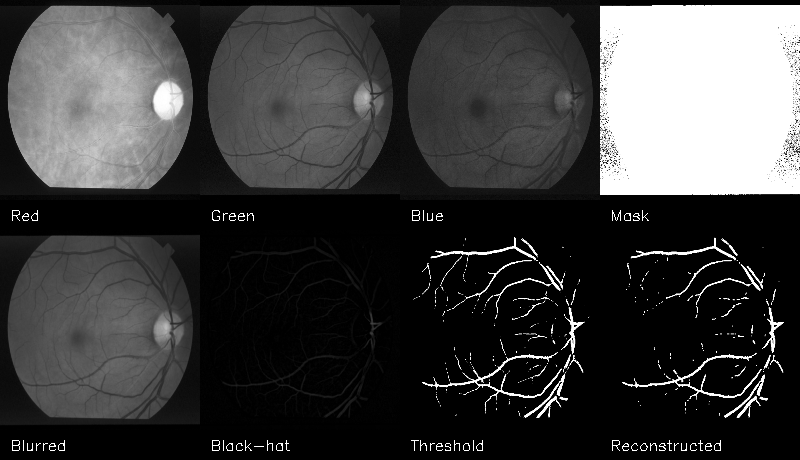 Red
Green
Blue
Mask
Blurred
Black-hat
Threshold
Reconstructed